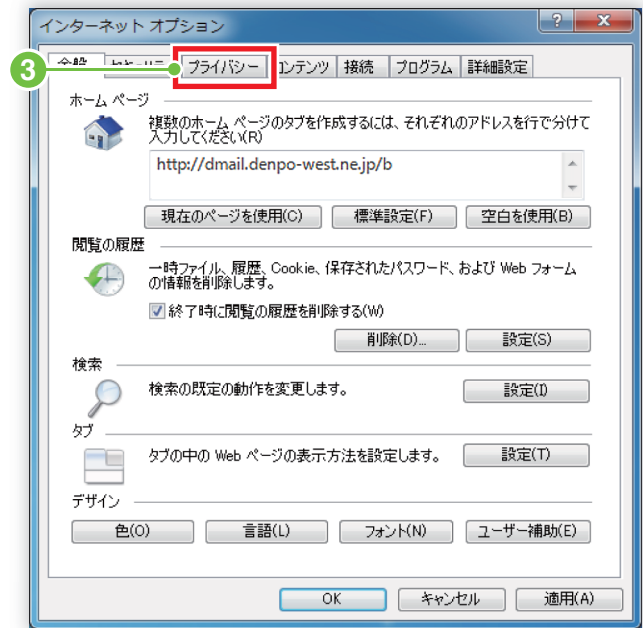 インターネット オプション
3
全般 セキュリティ プライバシー コンテンツ 接続 プログラム 詳細設定
ホーム ページ
複数のホーム ページのタブを作成するには、それぞれのアドレスを行で分けて
入力してください(R)
http://dmail.denpo-west.ne.jp/b
現在のページを使用(C) 標準設定(F) 空白を使用(B)
閲覧の履歴
一時ファイル、履歴、Cookie、保存されたパスワード、および Web フォーム
の情報を削除します。
終了時に閲覧の履歴を削除する(W)
削除(D)... 設定(S)
検索
検索の既定の動作を変更します。 設定(I)
タブ
タブの中の Web ページの表示方法を設定します。 設定(T)
デザイン
色(O) 言語(L) フォント(N) ユーザー補助(E)
OK キャンセル 適用(A)